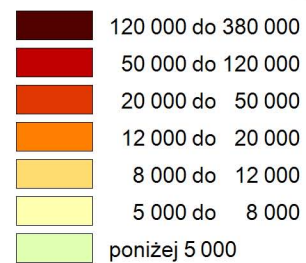 120 000 do 380 000
50 000 do 120 000
20 000 do 50 000
12 000 do 20 000
8 000 do 12 000
5 000 do 8 000
poniżej 5 000